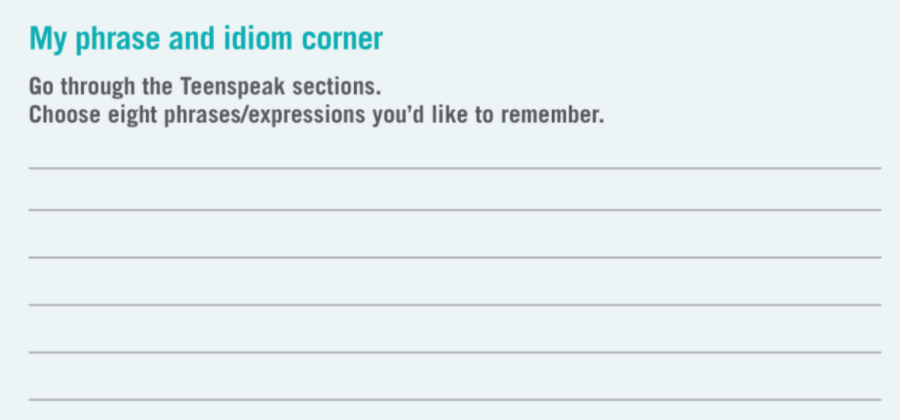 My phrase and idiom corner
Go through the Teenspeak sections.
Choose eight phrases/expressions you'd like to remember.